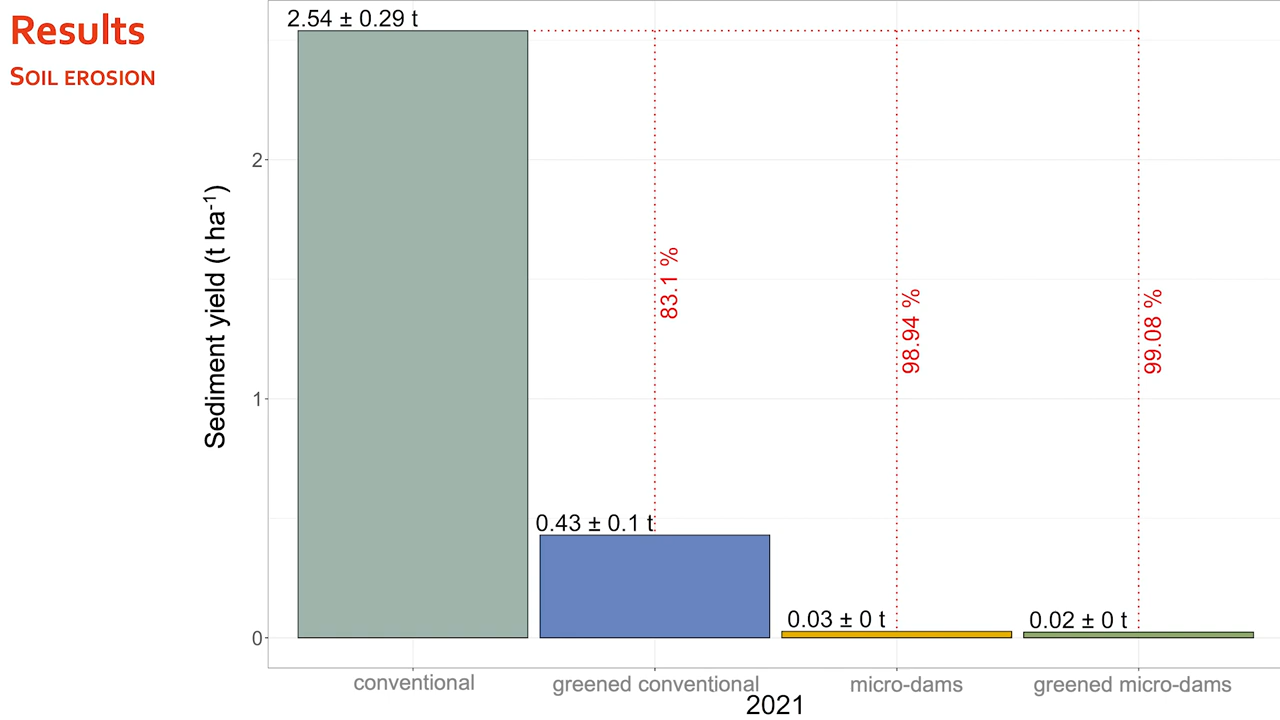 Results
SOIL EROSION
Sediment yield (t ha⁻¹)
2
1
0
2.54 ± 0.29 t
0.43 ± 0.1 t
0.03 ± 0 t
0.02 ± 0 t
83.1 %
98.94 %
99.08 %
conventional
greened conventional
micro-dams
greened micro-dams
2021